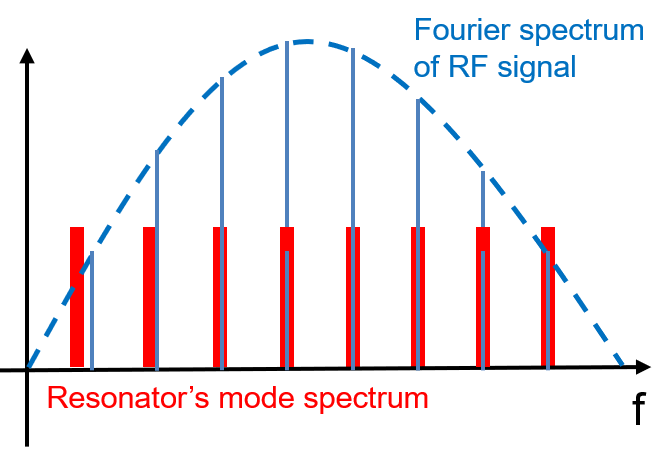 Fourier spectrum
of RF signal
Resonator's mode spectrum
f